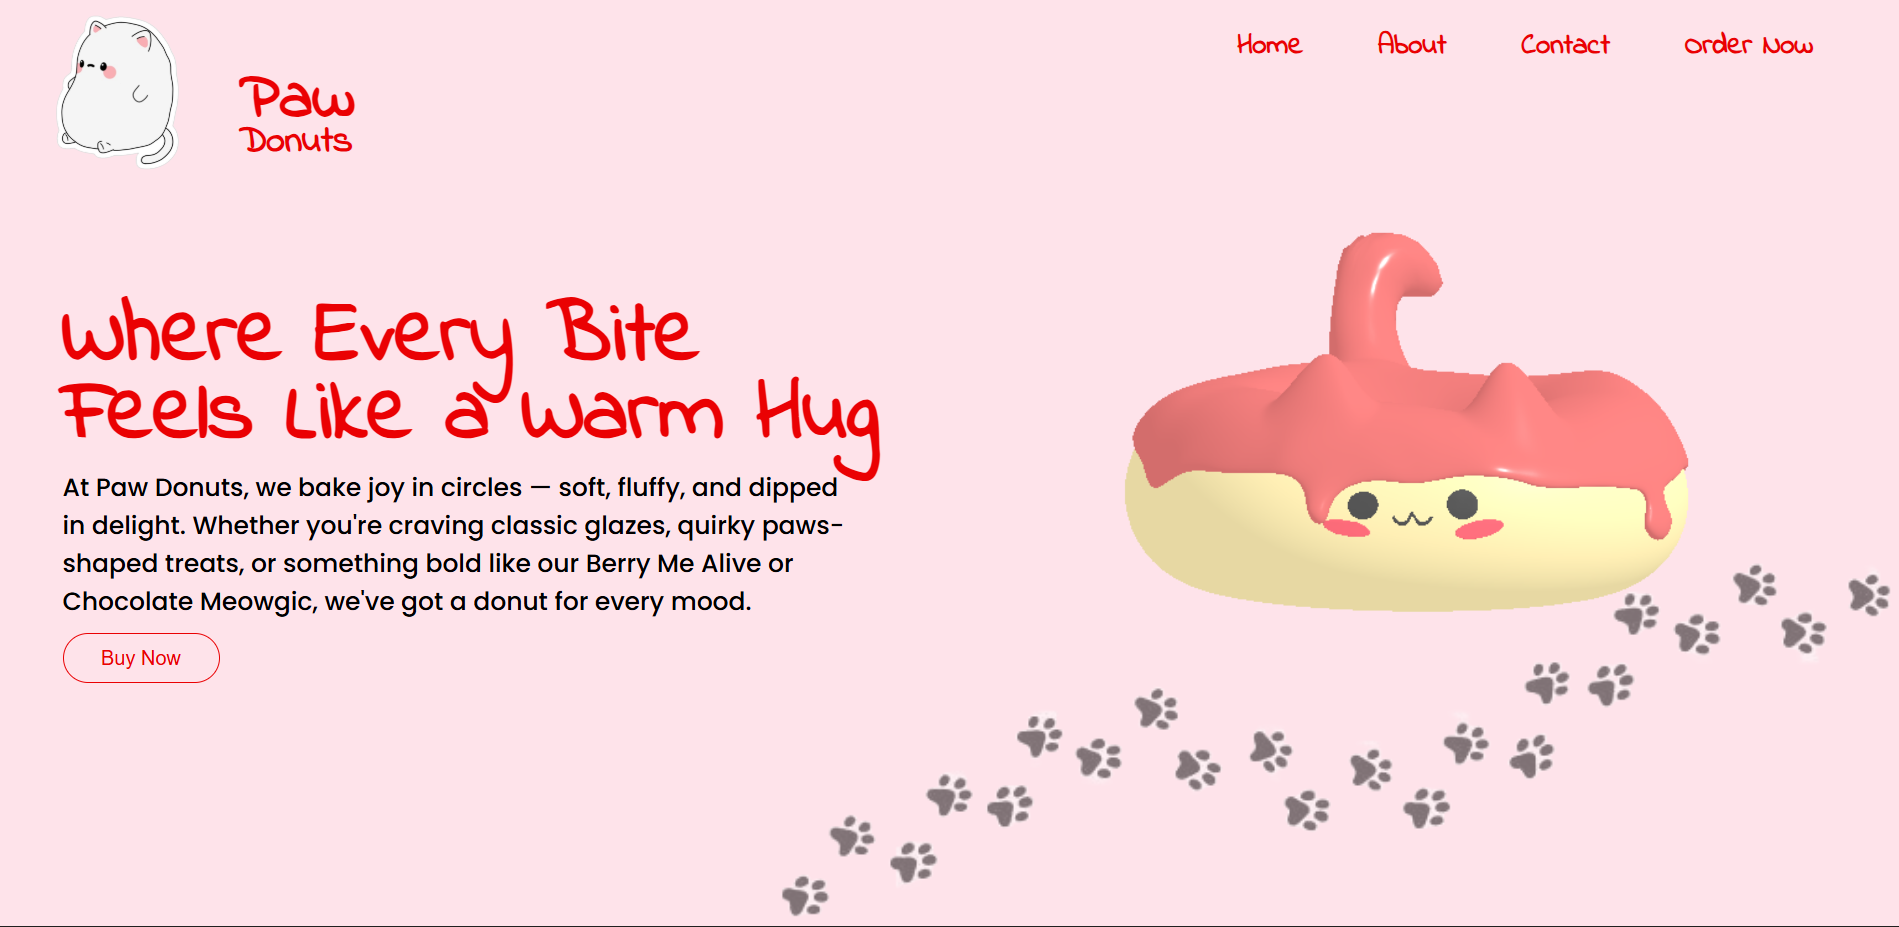 Paw
Donuts
Home
About
Contact
Order Now
Where Every Bite
Feels Like a Warm Hug
At Paw Donuts, we bake joy in circles — soft, fluffy, and dipped
in delight. Whether you're craving classic glazes, quirky paws-
shaped treats, or something bold like our Berry Me Alive or
Chocolate Meowgic, we've got a donut for every mood.
Buy Now